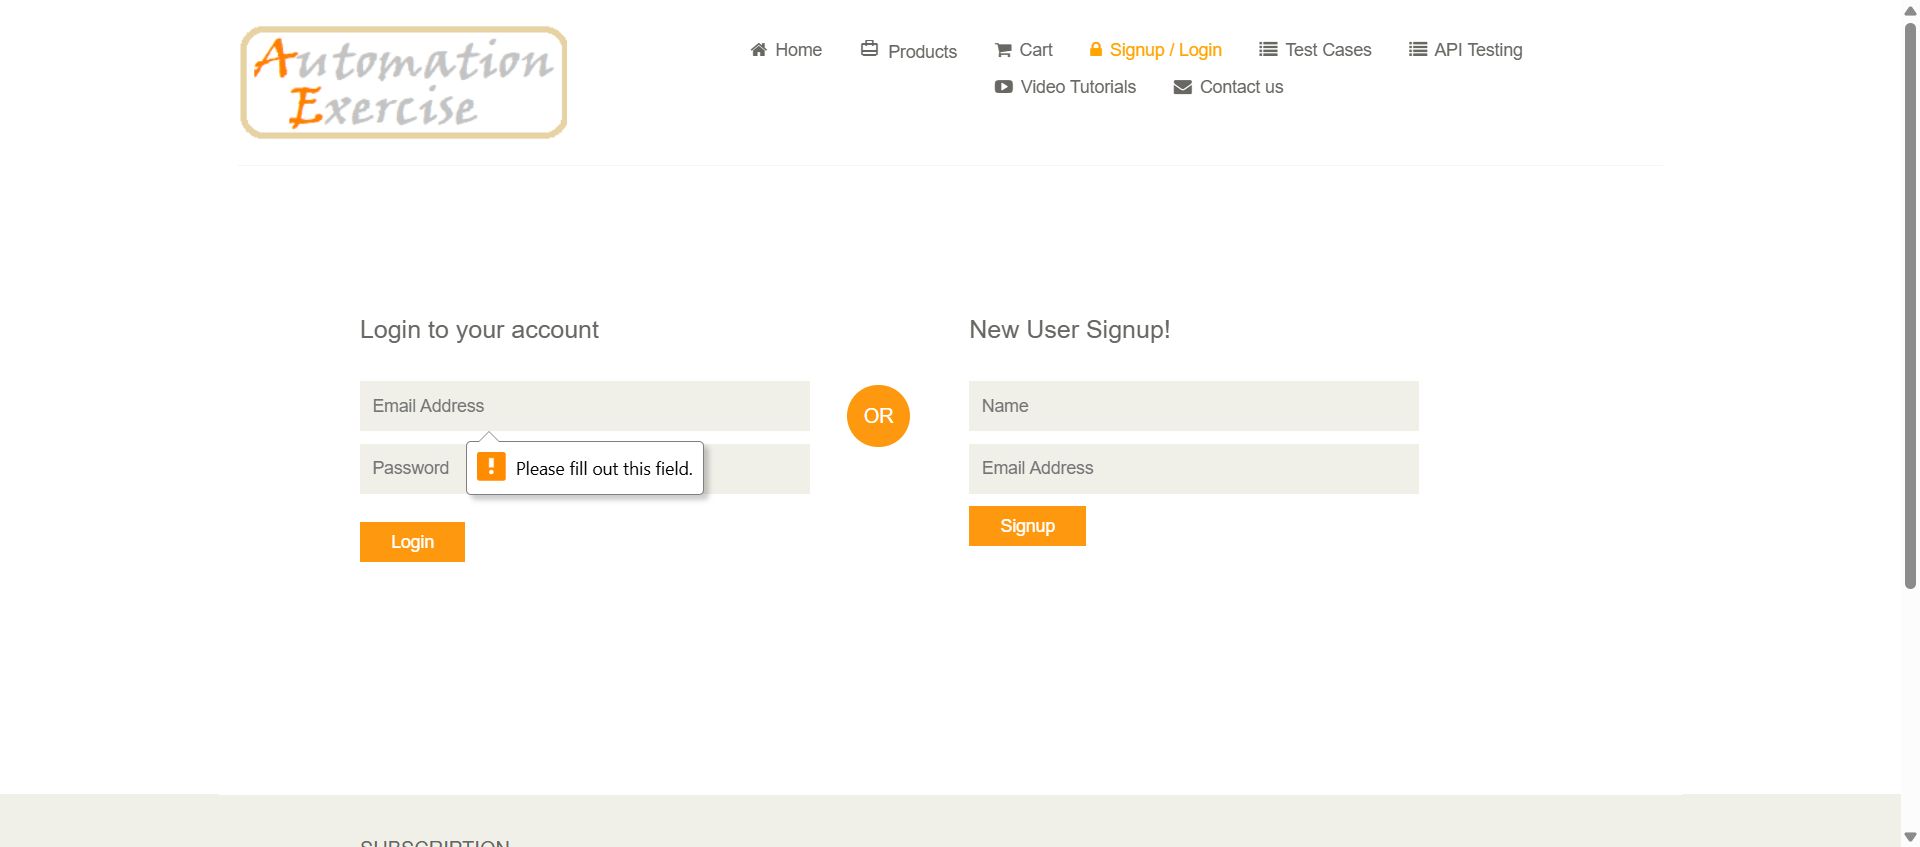 Automation
Exercise
Home
Products
Cart
Signup / Login
Test Cases
API Testing
Video Tutorials
Contact us
Login to your account
Email Address
Password
Please fill out this field.
Login
OR
New User Signup!
Name
Email Address
Signup
SUBSCRIPTION